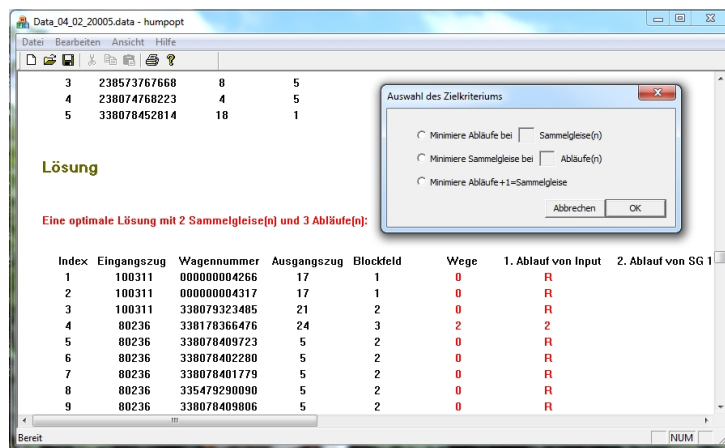 Data_04_02_20005.data - humpopt
Datei Bearbeiten Ansicht Hilfe
3 238573767668 8 5
4 238074768223 4 5
5 338078452814 18 1
Auswahl des Zielkriteriums
Minimiere Abläufe bei Sammelgleise(n)
Minimiere Sammelgleise bei Abläufe(n)
Minimiere Abläufe+1=Sammelgleise
Abbrechen OK
Lösung
Eine optimale Lösung mit 2 Sammelgleise(n) und 3 Abläufe(n):
Index Eingangszug Wagennummer Ausgangszug Blockfeld Wege 1. Ablauf von Input 2. Ablauf von SG 1
1 100311 000000004266 17 1 0 R
2 100311 000000004317 17 1 0 R
3 100311 338079323485 21 2 0 R
4 80236 338178366476 24 3 2 2
5 80236 338078409723 5 2 0 R
6 80236 338078402280 5 2 0 R
7 80236 338078401779 5 2 0 R
8 80236 335479290090 5 2 0 R
9 80236 338078409806 5 2 0 R
Bereit NUM